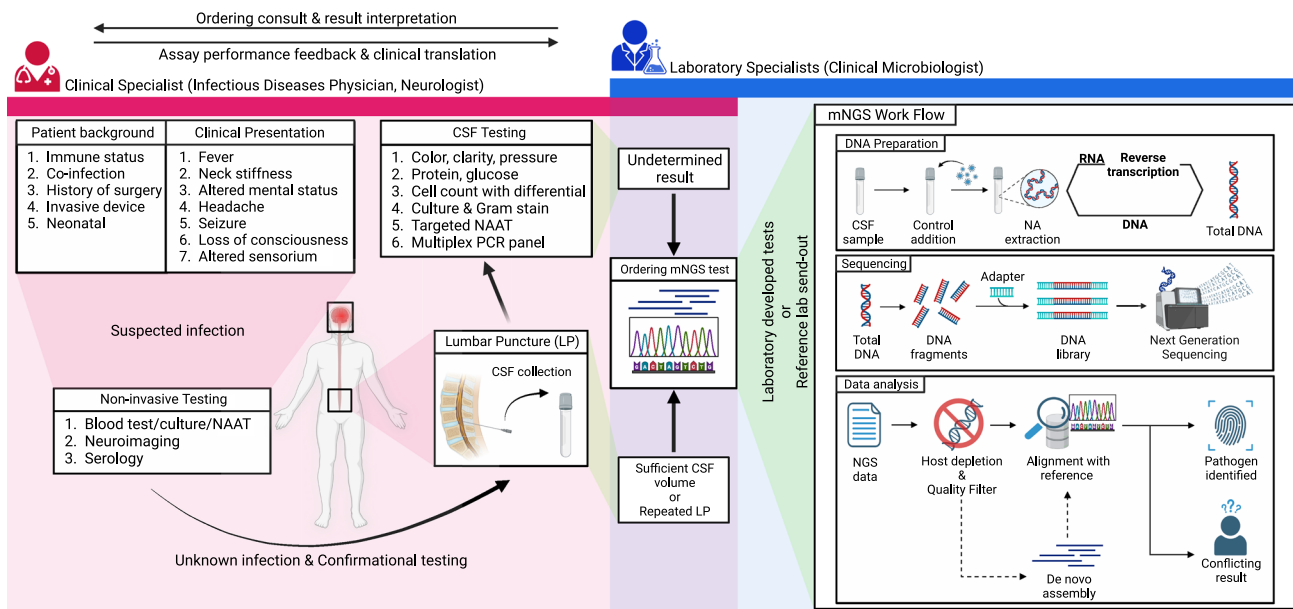 Ordering consult & result interpretation
Assay performance feedback & clinical translation
Clinical Specialist (Infectious Diseases Physician, Neurologist)
Laboratory Specialists (Clinical Microbiologist)
Patient background
1. Immune status
2. Co-infection
3. History of surgery
4. Invasive device
5. Neonatal
Clinical Presentation
1. Fever
2. Neck stiffness
3. Altered mental status
4. Headache
5. Seizure
6. Loss of consciousness
7. Altered sensorium
CSF Testing
1. Color, clarity, pressure
2. Protein, glucose
3. Cell count with differential
4. Culture & Gram stain
5. Targeted NAAT
6. Multiplex PCR panel
Suspected infection
Non-invasive Testing
1. Blood test/culture/NAAT
2. Neuroimaging
3. Serology
Lumbar Puncture (LP)
CSF collection
Unknown infection & Confirmational testing
Undetermined
result
Ordering mNGS test
G A C T A G T C T G
Sufficient CSF
volume
or
Repeated LP
Laboratory developed tests
or
Reference lab send-out
mNGS Work Flow
DNA Preparation
CSF
sample
Control
addition
NA
extraction
RNA
Reverse
transcription
DNA
Total DNA
Sequencing
Total
DNA
DNA
fragments
Adapter
DNA
library
Next Generation
Sequencing
Data analysis
NGS
data
Host depletion
&
Quality Filter
Alignment with
reference
De novo
assembly
Pathogen
identified
???
Conflicting
result